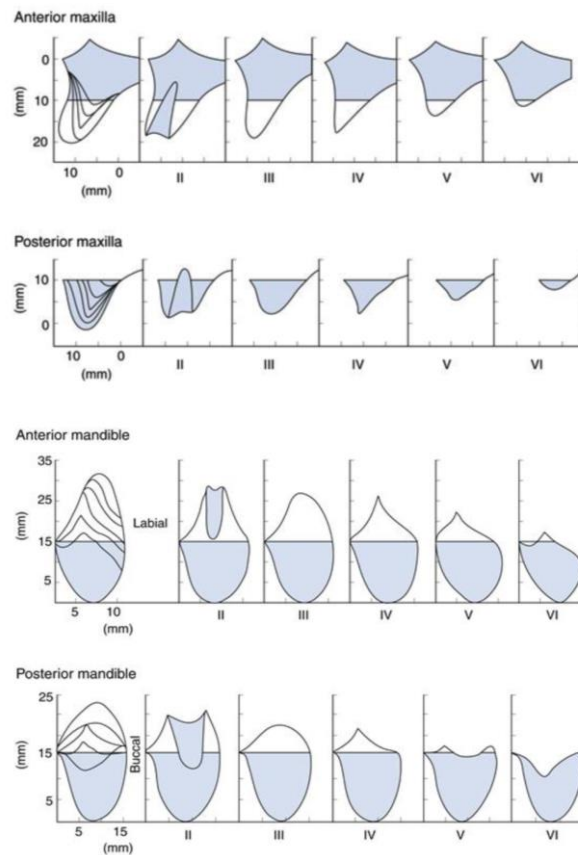 Anterior maxilla
0
10
20
(mm)
10 0
(mm)
II III IV V VI
Posterior maxilla
10
0
(mm)
10 0
(mm)
II III IV V VI
Anterior mandible
35
25
15
5
(mm)
Labial
5 10
(mm)
II III IV V VI
Posterior mandible
25
15
5
(mm)
Buccal
5 15
(mm)
II III IV V VI